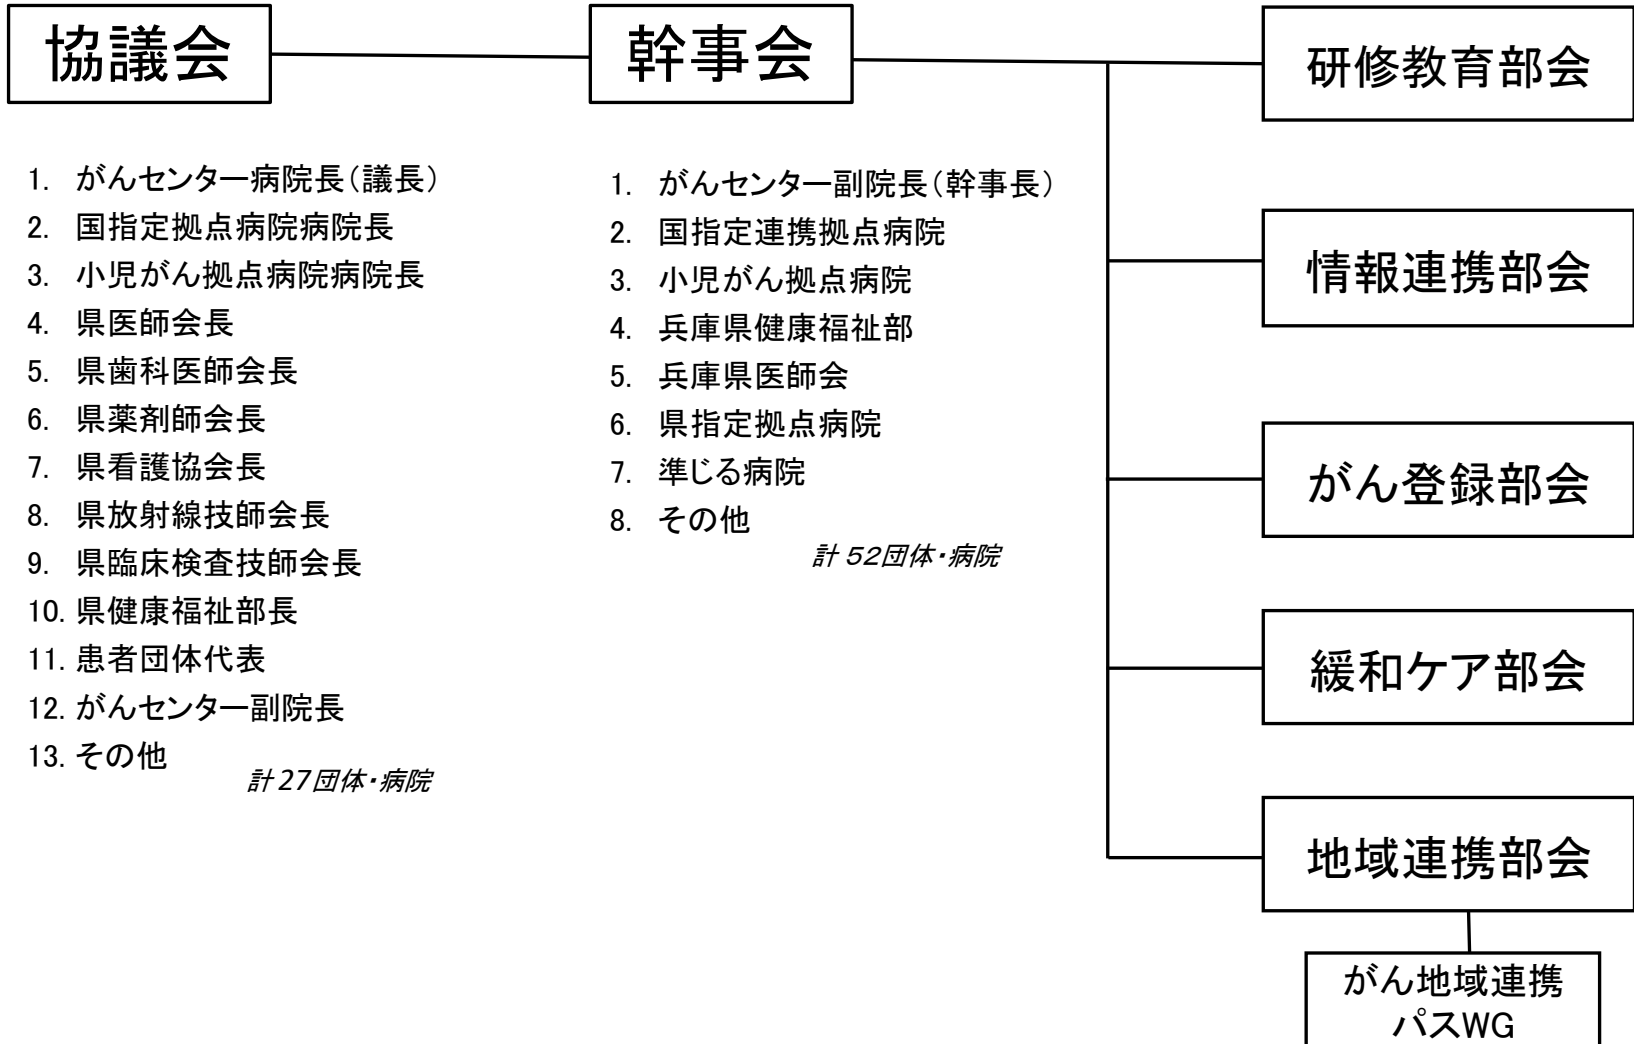 協議会
1. がんセンター病院長（議長）
2. 国指定拠点病院病院長
3. 小児がん拠点病院病院長
4. 県医師会長
5. 県歯科医師会長
6. 県薬剤師会長
7. 県看護協会長
8. 県放射線技師会長
9. 県臨床検査技師会長
10. 県健康福祉部長
11. 患者団体代表
12. がんセンター副院長
13. その他
計27団体・病院
幹事会
1. がんセンター副院長（幹事長）
2. 国指定連携拠点病院
3. 小児がん拠点病院
4. 兵庫県健康福祉部
5. 兵庫県医師会
6. 県指定拠点病院
7. 準じる病院
8. その他
計 52団体・病院
研修教育部会
情報連携部会
がん登録部会
緩和ケア部会
地域連携部会
がん地域連携
パスWG